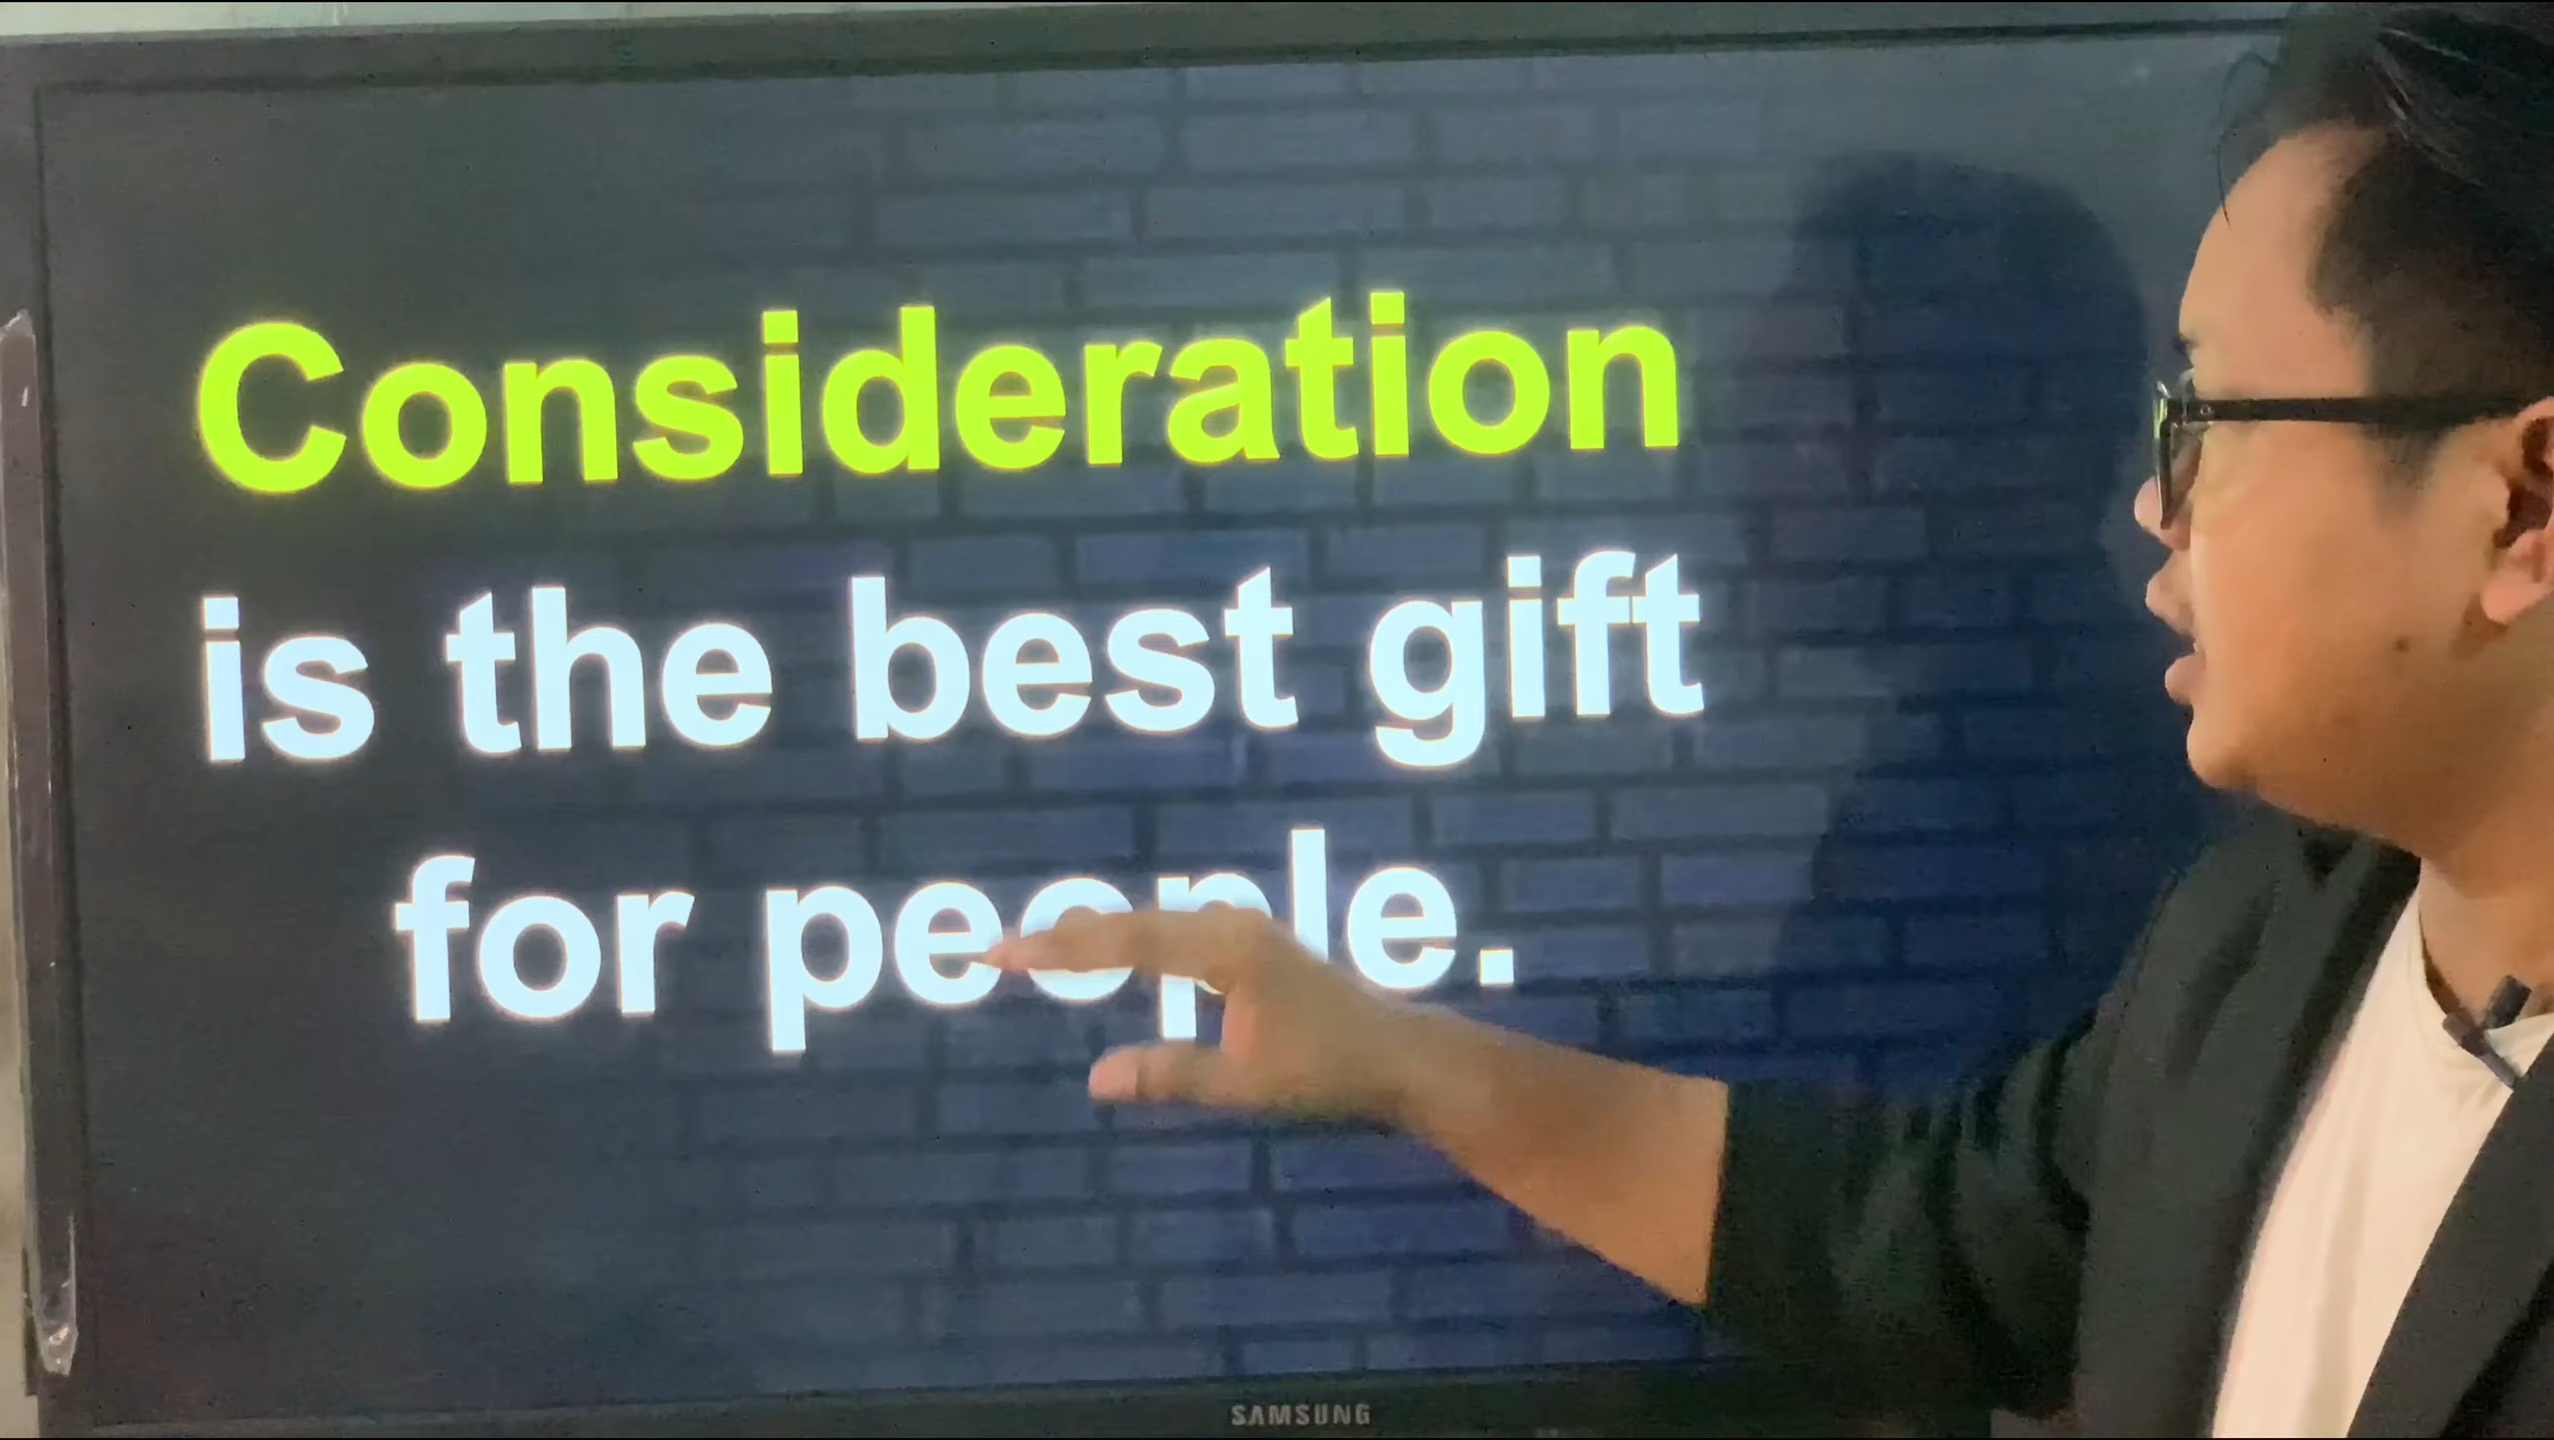 Consideration
is the best gift
for people.
SAMSUNG